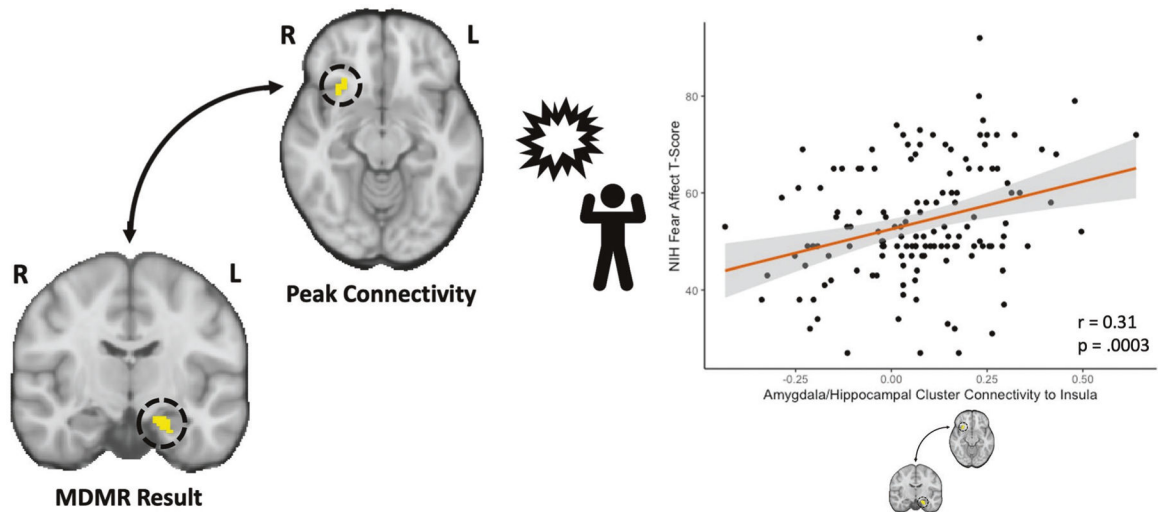 R
L
Peak Connectivity
R
L
MDMR Result
NIH Fear Affect T-Score
80
60
40
r = 0.31
p = .0003
-0.25
0.00
0.25
0.50
Amygdala/Hippocampal Cluster Connectivity to Insula